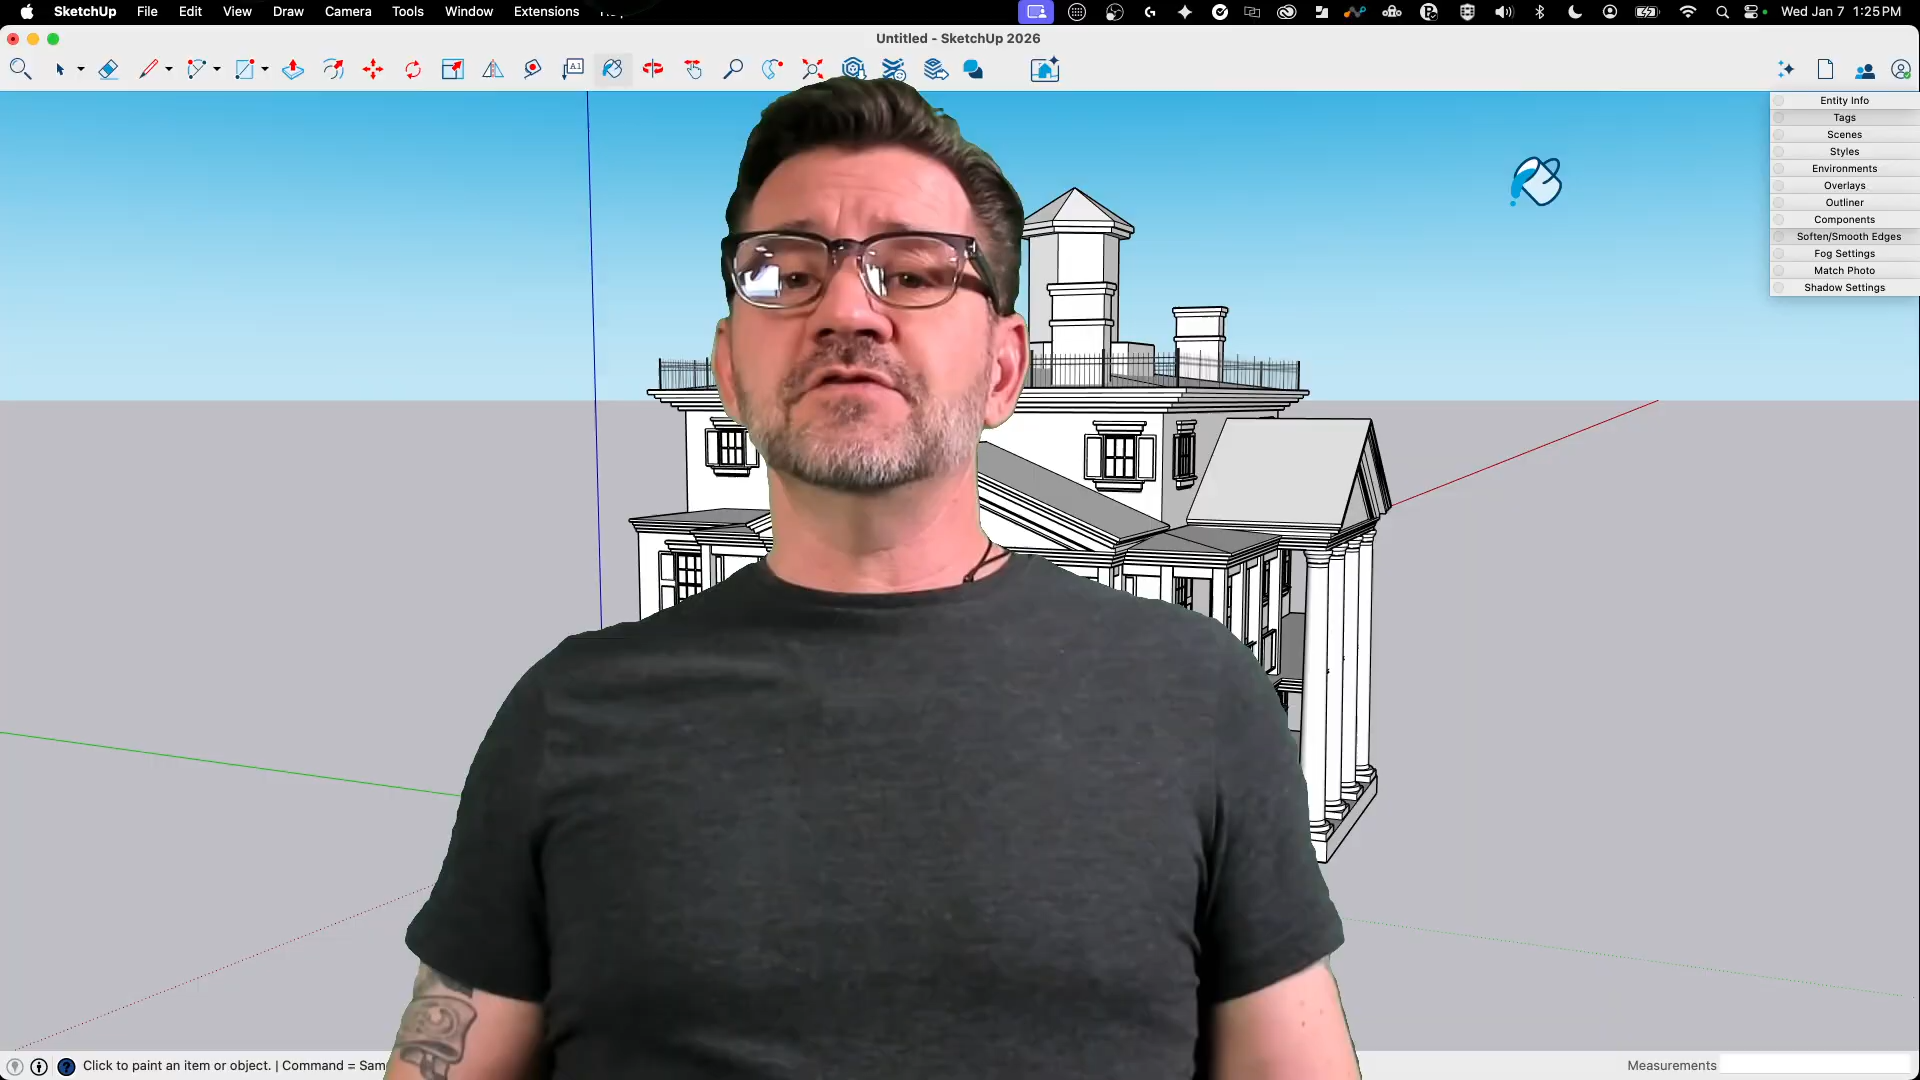 SketchUp File Edit View Draw Camera Tools Window Extensions
Wed Jan 7 1:25 PM
Untitled - SketchUp 2026
A1
Entity Info
Tags
Scenes
Styles
Environments
Overlays
Outliner
Components
Soften/Smooth Edges
Fog Settings
Match Photo
Shadow Settings
Click to paint an item or object. | Command = Sam
Measurements